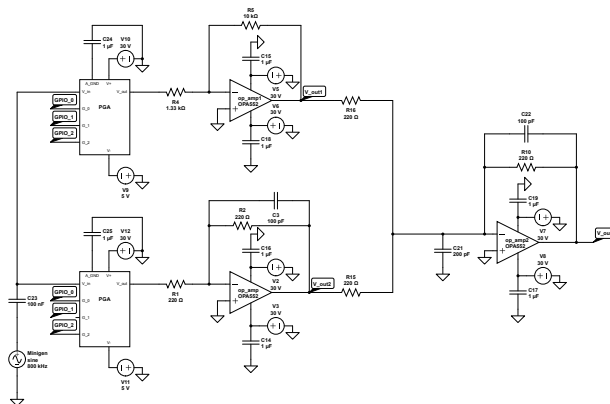 C24
1 µF
V10
30 V
A_GND
V+
V_in
V_out
GPIO_0
G_0
GPIO_1
G_1
GPIO_2
G_2
PGA
V-
V9
5 V
R4
1.33 kΩ
R5
10 kΩ
C15
1 µF
V5
30 V
op_amp1
OPA552
V6
30 V
C18
1 µF
V_out1
R16
220 Ω
C25
1 µF
V12
30 V
A_GND
V+
V_in
V_out
GPIO_0
G_0
GPIO_1
G_1
GPIO_2
G_2
PGA
V-
V11
5 V
C23
100 nF
Minigen
sine
800 kHz
R1
220 Ω
C3
100 pF
R2
220 Ω
C16
1 µF
V2
30 V
op_amp
OPA552
V3
30 V
C14
1 µF
V_out2
R15
220 Ω
C21
200 pF
C22
100 pF
R18
220 Ω
C19
1 µF
V7
30 V
op_amp2
OPA552
V8
30 V
C17
1 µF
V_ou